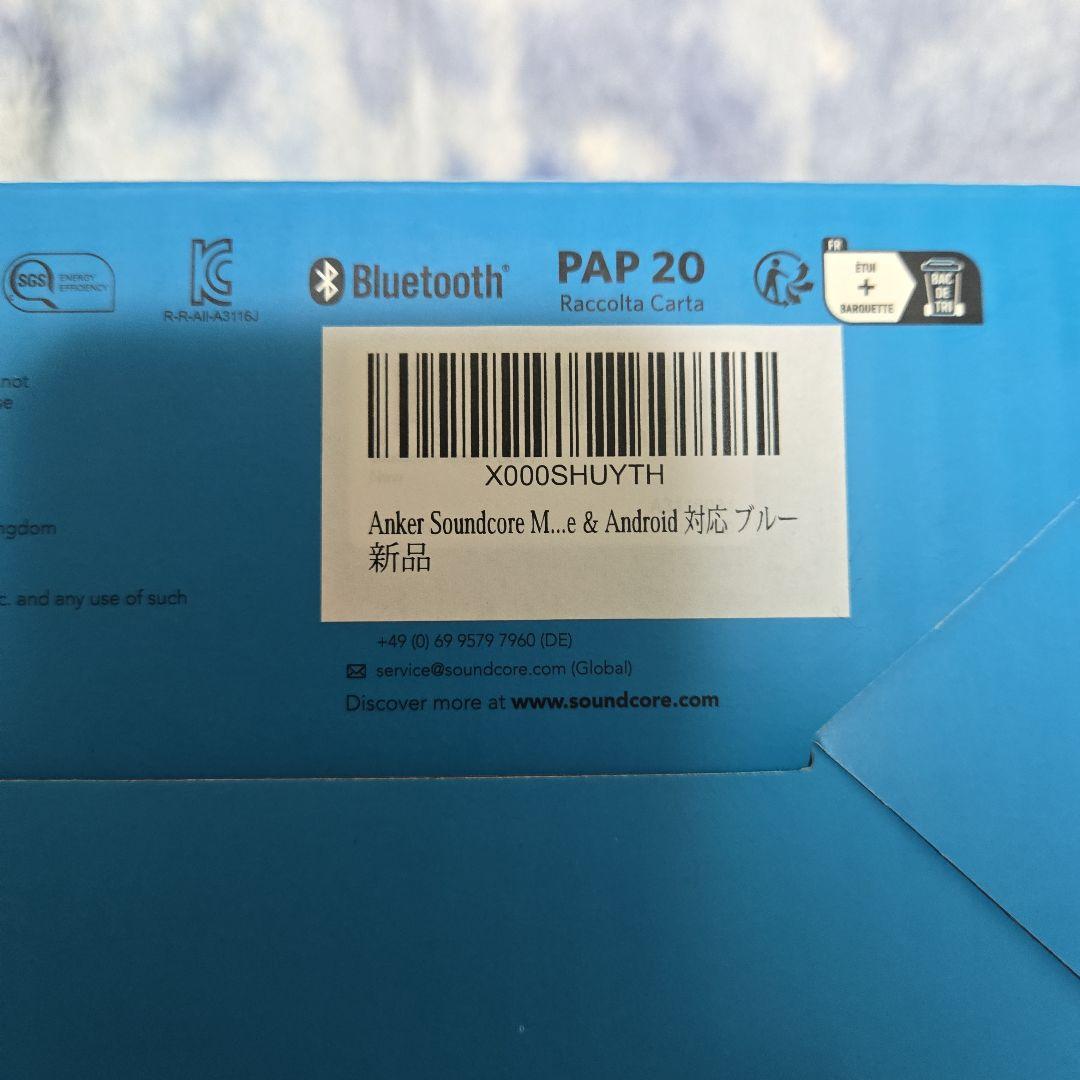 SGS ENERGY EFFICIENCY
R-R-AII-A3116J
Bluetooth®
PAP 20
Raccolta Carta
FR
ÉTUI
+
BARQUETTE
BAC
DE
TRI
not
X000SHUYTH
New
Anker Soundcore M...e & Android 対応 ブルー
新品
c. and any use of such
+49 (0) 69 9579 7960 (DE)
service@soundcore.com (Global)
Discover more at www.soundcore.com